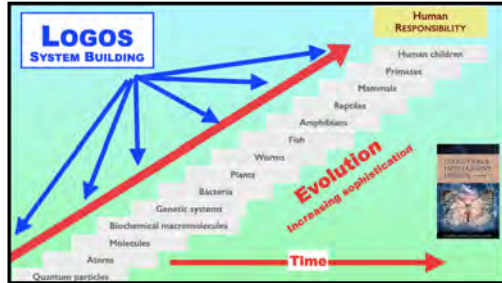 LOGOS
SYSTEM BUILDING
Human
RESPONSIBILITY
Human children
Primates
Mammals
Reptiles
Amphibians
Fish
Worms
Plants
Bacteria
Genetic systems
Biochemical macromolecules
Molecules
Atoms
Quantum particles
Evolution
Increasing sophistication
Time